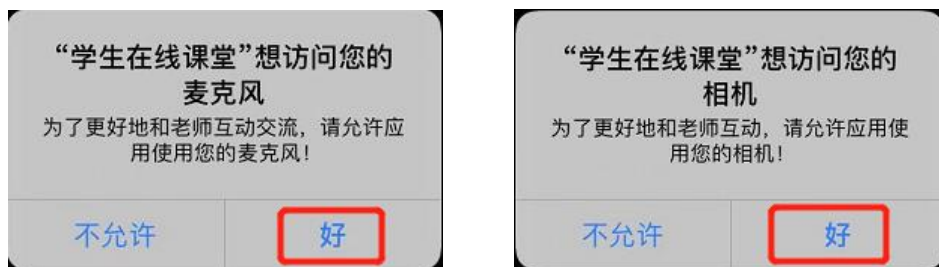 “学生在线课堂”想访问您的
麦克风
为了更好地和老师互动交流，请允许应
用使用您的麦克风！
不允许
好
“学生在线课堂”想访问您的
相机
为了更好地和老师互动，请允许应用使
用您的相机！
不允许
好